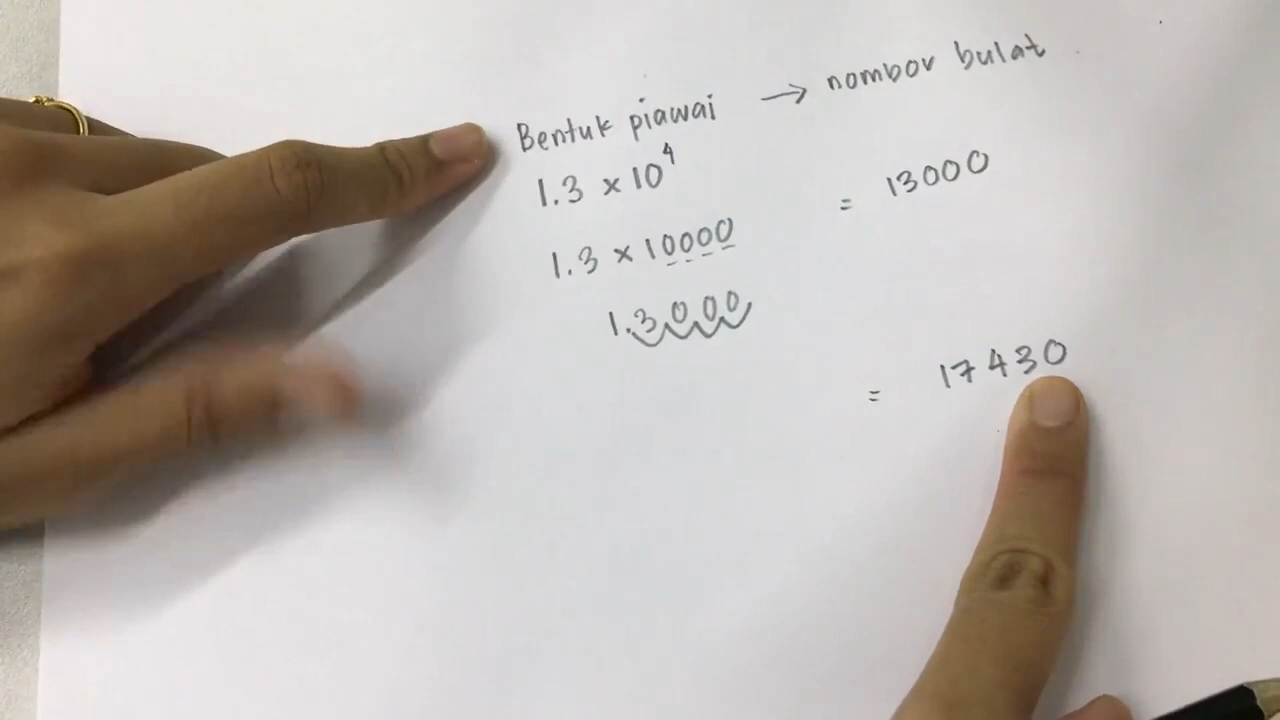 Bentuk piawai → nombor bulat
1.3 × 10⁴ = 13000
1.3 × 10000
1.3000
= 17430